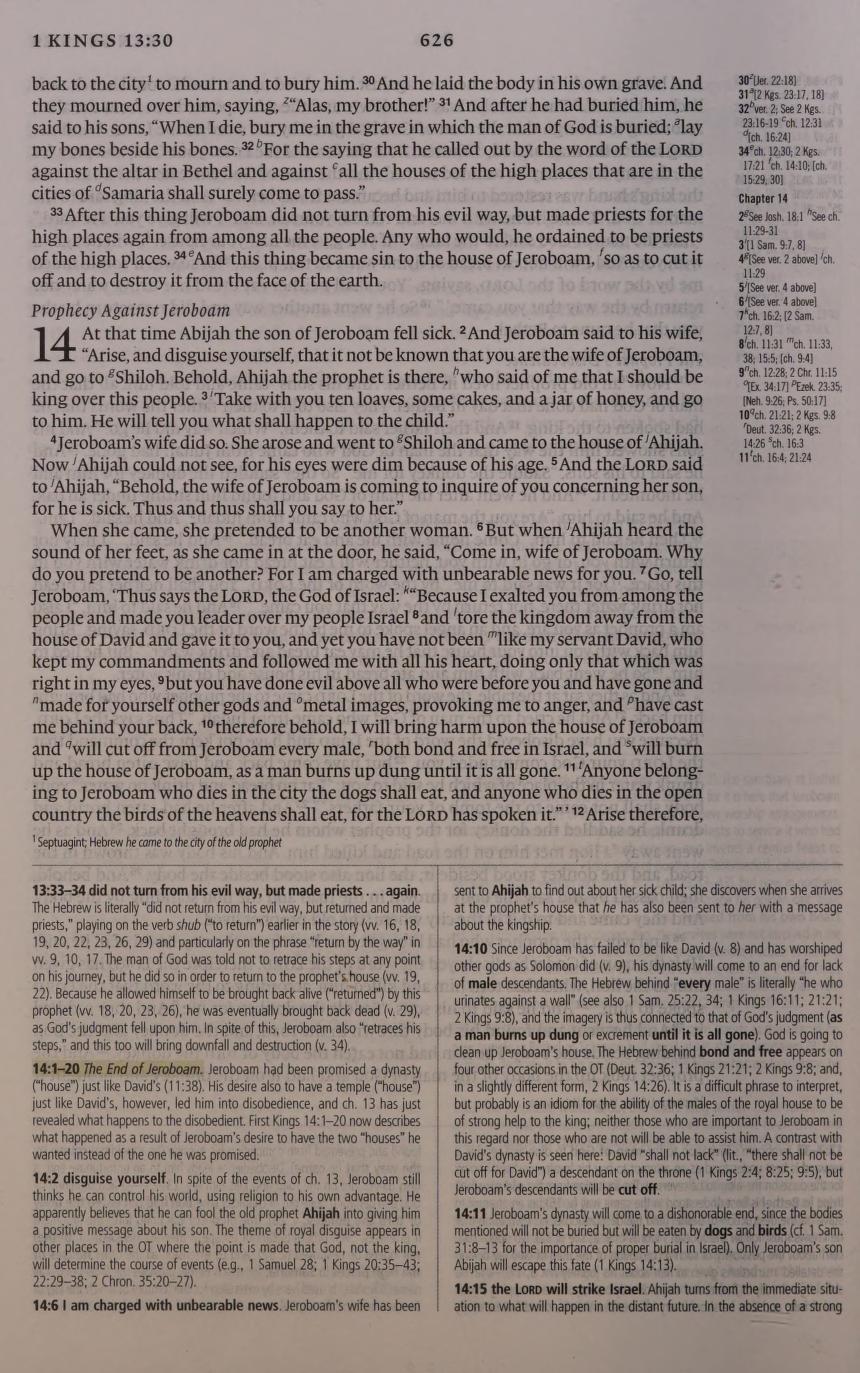 1 KINGS 13:30
626
back to the city¹ to mourn and to bury him. ³⁰And he laid the body in his own grave. And
they mourned over him, saying, ᶻ“Alas, my brother!” ³¹And after he had buried him, he
said to his sons, “When I die, bury me in the grave in which the man of God is buried; ᵃlay
my bones beside his bones. ³²ᵇFor the saying that he called out by the word of the LORD
against the altar in Bethel and against ᶜall the houses of the high places that are in the
cities of ᵈSamaria shall surely come to pass.”
³³After this thing Jeroboam did not turn from his evil way, but made priests for the
high places again from among all the people. Any who would, he ordained to be priests
of the high places. ³⁴ᵉAnd this thing became sin to the house of Jeroboam, ᶠso as to cut it
off and to destroy it from the face of the earth.
Prophecy Against Jeroboam
14 At that time Abijah the son of Jeroboam fell sick. ²And Jeroboam said to his wife,
“Arise, and disguise yourself, that it not be known that you are the wife of Jeroboam,
and go to ᵍShiloh. Behold, Ahijah the prophet is there, ʰwho said of me that I should be
king over this people. ³ⁱTake with you ten loaves, some cakes, and a jar of honey, and go
to him. He will tell you what shall happen to the child.”
⁴Jeroboam’s wife did so. She arose and went to ᵍShiloh and came to the house of ʲAhijah.
Now ʲAhijah could not see, for his eyes were dim because of his age. ⁵And the LORD said
to ʲAhijah, “Behold, the wife of Jeroboam is coming to inquire of you concerning her son,
for he is sick. Thus and thus shall you say to her.”
When she came, she pretended to be another woman. ⁶But when ʲAhijah heard the
sound of her feet, as she came in at the door, he said, “Come in, wife of Jeroboam. Why
do you pretend to be another? For I am charged with unbearable news for you. ⁷Go, tell
Jeroboam, ‘Thus says the LORD, the God of Israel: ᵏ“Because I exalted you from among the
people and made you leader over my people Israel ⁸and ˡtore the kingdom away from the
house of David and gave it to you, and yet you have not been ᵐlike my servant David, who
kept my commandments and followed me with all his heart, doing only that which was
right in my eyes, ⁹but you have done evil above all who were before you and have gone and
ⁿmade for yourself other gods and ᵒmetal images, provoking me to anger, and ᵖhave cast
me behind your back, ¹⁰therefore behold, I will bring harm upon the house of Jeroboam
and qwill cut off from Jeroboam every male, ʳboth bond and free in Israel, and ˢwill burn
up the house of Jeroboam, as a man burns up dung until it is all gone. ¹¹ᵗAnyone belong-
ing to Jeroboam who dies in the city the dogs shall eat, and anyone who dies in the open
country the birds of the heavens shall eat, for the LORD has spoken it.” ’ ¹²Arise therefore,
¹ Septuagint; Hebrew he came to the city of the old prophet
30ᶻ[Jer. 22:18]
31ᵃ[2 Kgs. 23:17, 18]
32ᵇver. 2; See 2 Kgs.
23:16-19 ᶜch. 12:31
ᵈ[ch. 16:24]
34ᵉch. 12:30; 2 Kgs.
17:21 ᶠch. 14:10; [ch.
15:29, 30]
Chapter 14
2ᵍSee Josh. 18:1 ʰSee ch.
11:29-31
3ⁱ[1 Sam. 9:7, 8]
4ᵍ[See ver. 2 above] ʲch.
11:29
5ʲ[See ver. 4 above]
6ʲ[See ver. 4 above]
7ᵏch. 16:2; [2 Sam.
12:7, 8]
8ˡch. 11:31 ᵐch. 11:33,
38; 15:5; [ch. 9:4]
9ⁿch. 12:28; 2 Chr. 11:15
ᵒ[Ex. 34:17] ᵖEzek. 23:35;
[Neh. 9:26; Ps. 50:17]
10qch. 21:21; 2 Kgs. 9:8
ʳDeut. 32:36; 2 Kgs.
14:26 ˢch. 16:3
11ᵗch. 16:4; 21:24
13:33–34 did not turn from his evil way, but made priests . . . again.
The Hebrew is literally “did not return from his evil way, but returned and made
priests,” playing on the verb shub (“to return”) earlier in the story (vv. 16, 18,
19, 20, 22, 23, 26, 29) and particularly on the phrase “return by the way” in
vv. 9, 10, 17. The man of God was told not to retrace his steps at any point
on his journey, but he did so in order to return to the prophet’s house (vv. 19,
22). Because he allowed himself to be brought back alive (“returned”) by this
prophet (vv. 18, 20, 23, 26), he was eventually brought back dead (v. 29),
as God’s judgment fell upon him. In spite of this, Jeroboam also “retraces his
steps,” and this too will bring downfall and destruction (v. 34).
14:1–20 The End of Jeroboam. Jeroboam had been promised a dynasty
(“house”) just like David’s (11:38). His desire also to have a temple (“house”)
just like David’s, however, led him into disobedience, and ch. 13 has just
revealed what happens to the disobedient. First Kings 14:1–20 now describes
what happened as a result of Jeroboam’s desire to have the two “houses” he
wanted instead of the one he was promised.
14:2 disguise yourself. In spite of the events of ch. 13, Jeroboam still
thinks he can control his world, using religion to his own advantage. He
apparently believes that he can fool the old prophet Ahijah into giving him
a positive message about his son. The theme of royal disguise appears in
other places in the OT where the point is made that God, not the king,
will determine the course of events (e.g., 1 Samuel 28; 1 Kings 20:35–43;
22:29–38; 2 Chron. 35:20–27).
14:6 I am charged with unbearable news. Jeroboam’s wife has been
sent to Ahijah to find out about her sick child; she discovers when she arrives
at the prophet’s house that he has also been sent to her with a message
about the kingship.
14:10 Since Jeroboam has failed to be like David (v. 8) and has worshiped
other gods as Solomon did (v. 9), his dynasty will come to an end for lack
of male descendants. The Hebrew behind “every male” is literally “he who
urinates against a wall” (see also 1 Sam. 25:22, 34; 1 Kings 16:11; 21:21;
2 Kings 9:8), and the imagery is thus connected to that of God’s judgment (as
a man burns up dung or excrement until it is all gone). God is going to
clean up Jeroboam’s house. The Hebrew behind bond and free appears on
four other occasions in the OT (Deut. 32:36; 1 Kings 21:21; 2 Kings 9:8; and,
in a slightly different form, 2 Kings 14:26). It is a difficult phrase to interpret,
but probably is an idiom for the ability of the males of the royal house to be
of strong help to the king; neither those who are important to Jeroboam in
this regard nor those who are not will be able to assist him. A contrast with
David’s dynasty is seen here: David “shall not lack” (lit., “there shall not be
cut off for David”) a descendant on the throne (1 Kings 2:4; 8:25; 9:5), but
Jeroboam’s descendants will be cut off.
14:11 Jeroboam’s dynasty will come to a dishonorable end, since the bodies
mentioned will not be buried but will be eaten by dogs and birds (cf. 1 Sam.
31:8–13 for the importance of proper burial in Israel). Only Jeroboam’s son
Abijah will escape this fate (1 Kings 14:13).
14:15 the LORD will strike Israel. Ahijah turns from the immediate situ-
ation to what will happen in the distant future. In the absence of a strong